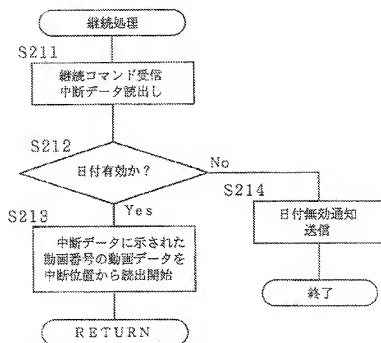 継続処理
S211
継続コマンド受信
中断データ読出し
S212
日付有効か？
No
S214
S213
Yes
日付無効通知
送信
中断データに示された
動画番号の動画データを
中断位置から読出開始
終了
RETURN